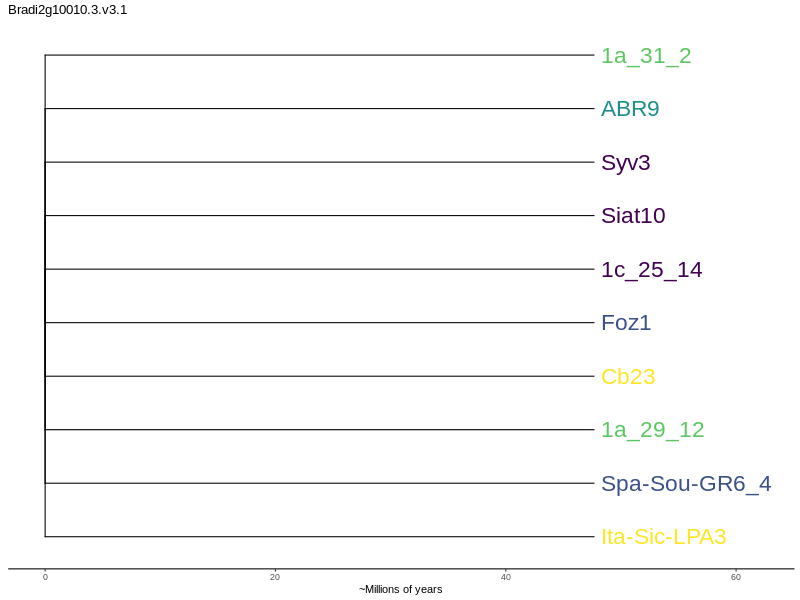 Bradi2g10010.3.v3.1
1a_31_2
ABR9
Syv3
Siat10
1c_25_14
Foz1
Cb23
1a_29_12
Spa-Sou-GR6_4
Ita-Sic-LPA3
0 20 40 60
~Millions of years